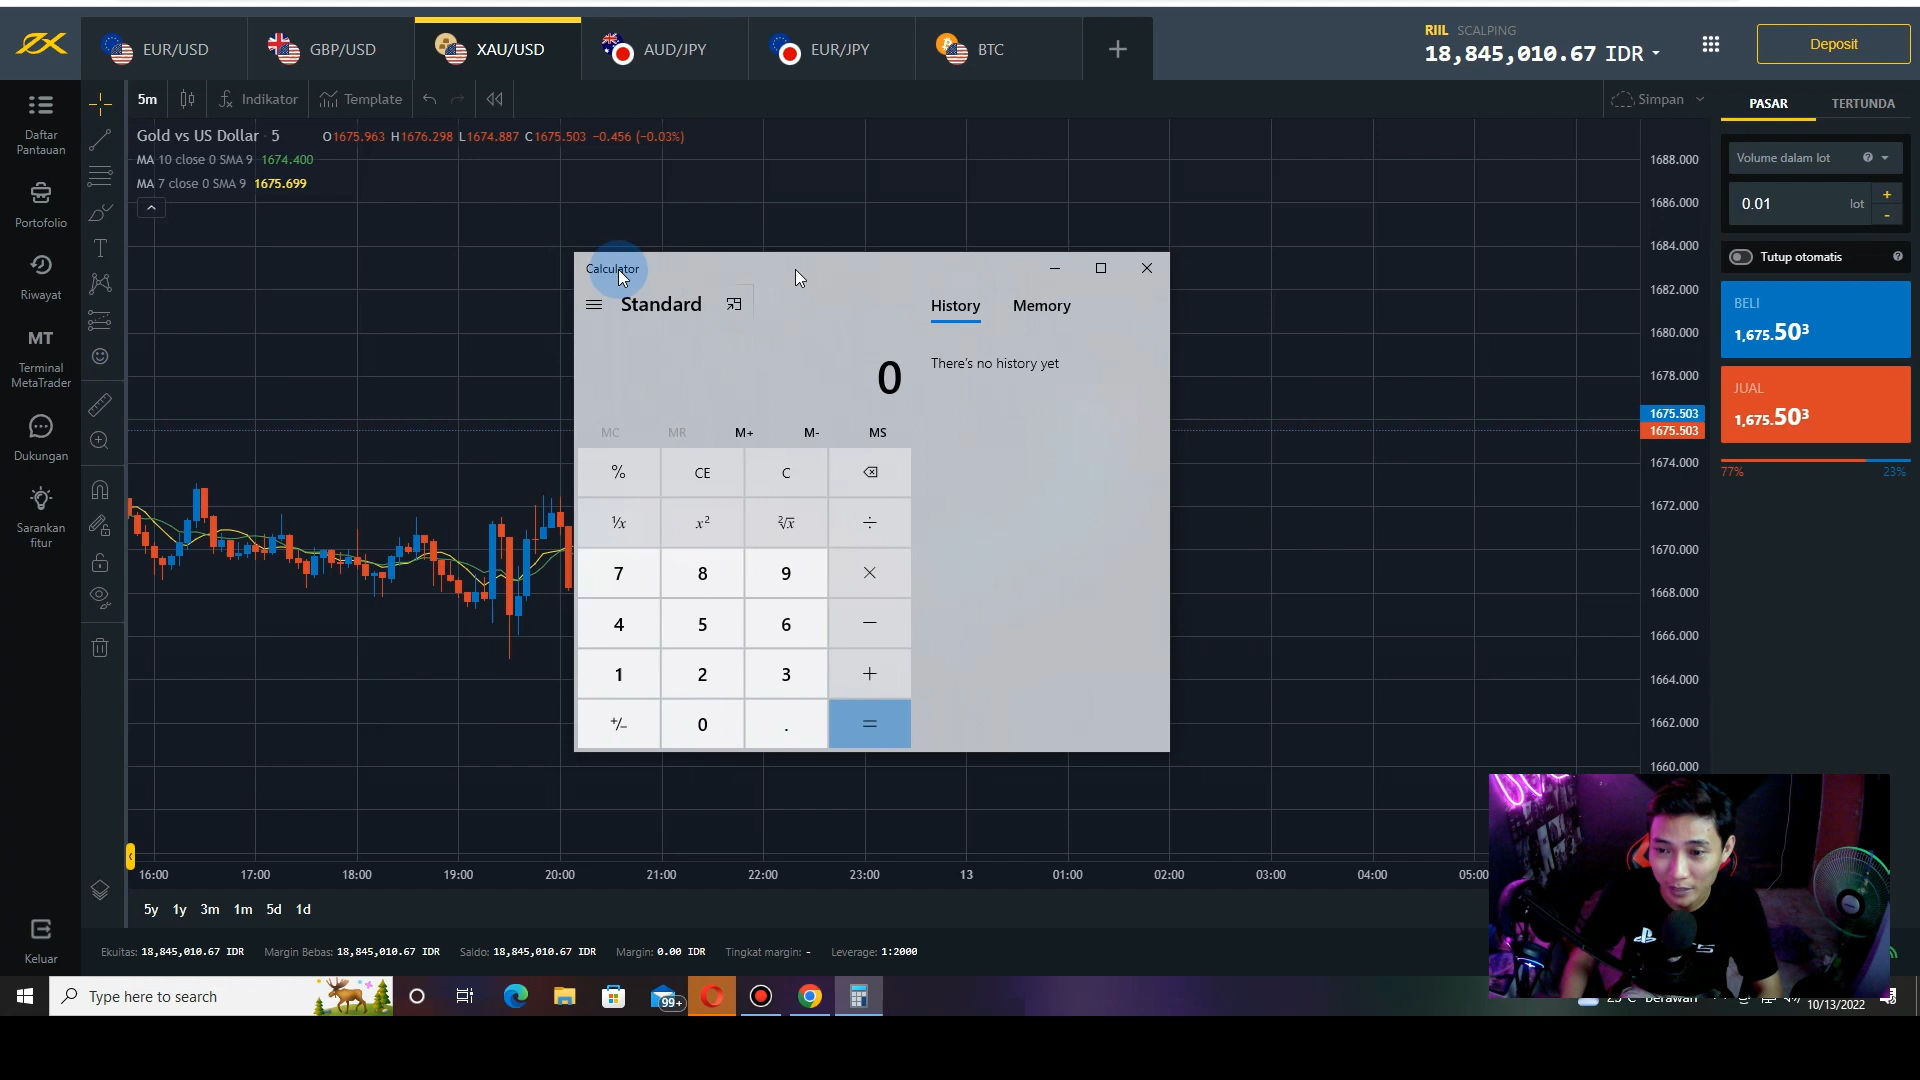 EUR/USD
GBP/USD
XAU/USD
AUD/JPY
EUR/JPY
BTC
RIIL SCALPING
18,845,010.67 IDR
Deposit
5m
Indikator
Template
Simpan
PASAR
TERTUNDA
Daftar
Pantauan
Portofolio
Riwayat
MT
Terminal
MetaTrader
Dukungan
Sarankan
fitur
Keluar
Gold vs US Dollar 5 O1675.963 H1676.298 L1674.887 C1675.503 −0.456 (−0.03%)
MA 10 close 0 SMA 9 1674.400
MA 7 close 0 SMA 9 1675.699
Calculator
Standard
History
Memory
There's no history yet
0
MC MR M+ M- MS
% CE C
⅟x x² ²√x ÷
7 8 9 ×
4 5 6 −
1 2 3 +
+/− 0 . =
1688.000
1686.000
1684.000
1682.000
1680.000
1678.000
1675.503
1675.503
1674.000
1672.000
1670.000
1668.000
1666.000
1664.000
1662.000
1660.000
Volume dalam lot
0.01 lot + -
Tutup otomatis
BELI
1,675.503
JUAL
1,675.503
77% 23%
16:00 17:00 18:00 19:00 20:00 21:00 22:00 23:00 13 01:00 02:00 03:00 04:00 05:00
5y 1y 3m 1m 5d 1d
Ekuitas: 18,845,010.67 IDR Margin Bebas: 18,845,010.67 IDR Saldo: 18,845,010.67 IDR Margin: 0.00 IDR Tingkat margin: - Leverage: 1:2000
Type here to search
99+
10/13/2022